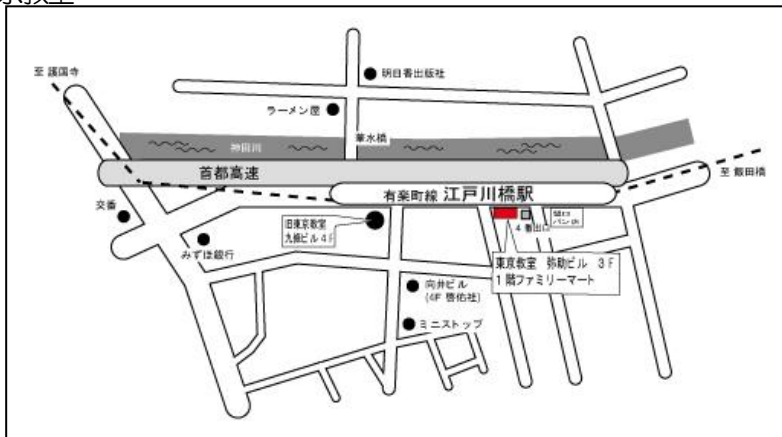 至 護国寺
明日香出版社
ラーメン屋
華水橋
神田川
首都高速
有楽町線 江戸川橋駅
至 飯田橋
交番
旧東京教室
九段ビル 4F
4 番出口
みずほ銀行
東京教室 弥助ビル 3F
1階ファミリーマート
向井ビル
(4F 啓佑社)
ミニストップ